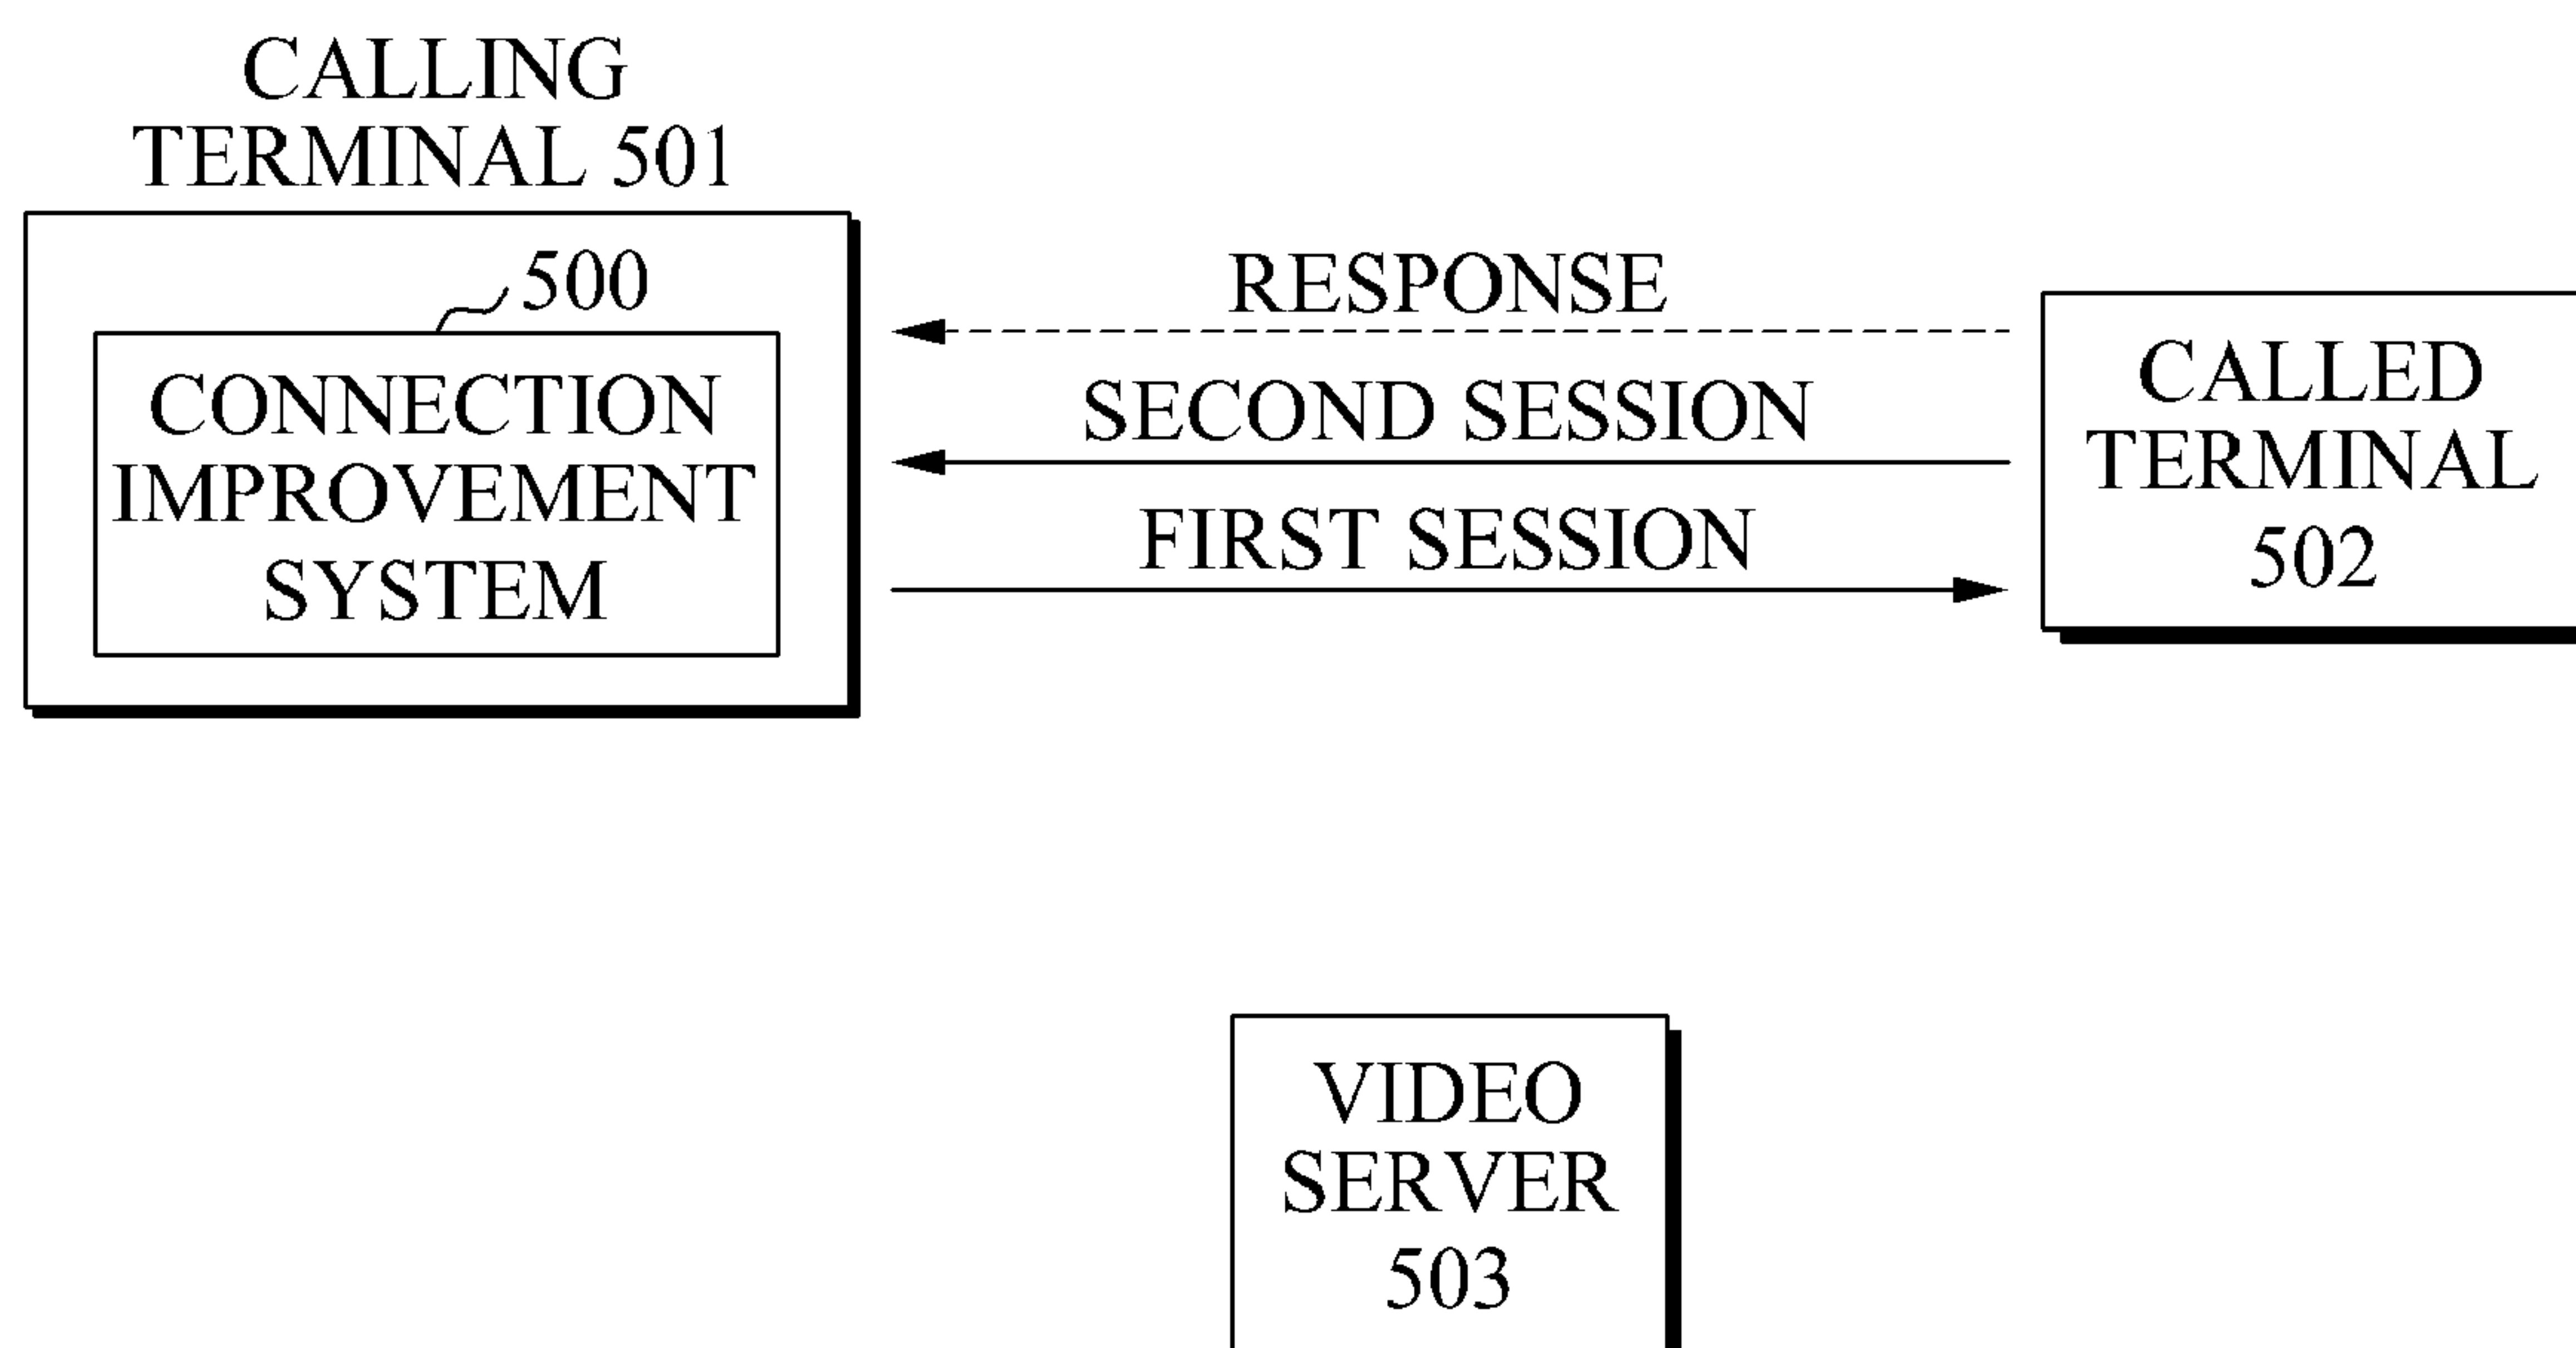 CALLING
TERMINAL 501
500
CONNECTION
IMPROVEMENT
SYSTEM
RESPONSE
SECOND SESSION
FIRST SESSION
CALLED
TERMINAL
502
VIDEO
SERVER
503